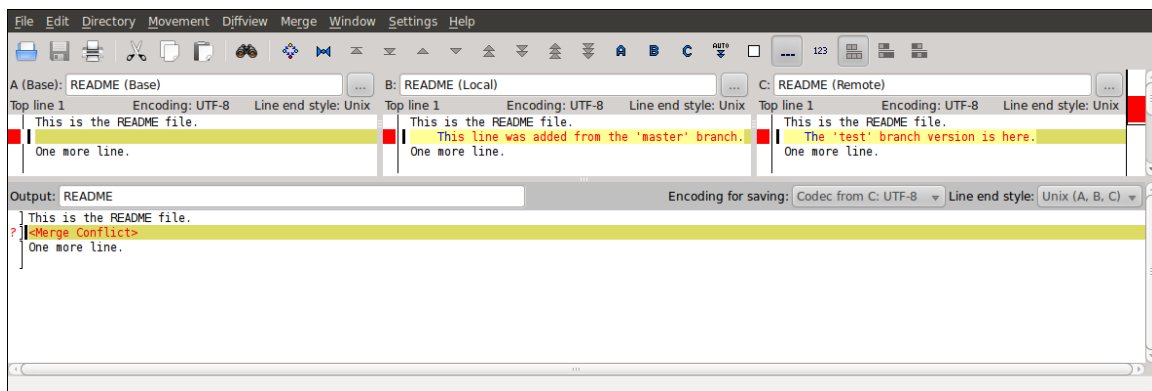 File Edit Directory Movement Diffview Merge Window Settings Help
A B C AUTO 123
A (Base): README (Base) ... B: README (Local) ... C: README (Remote) ...
Top line 1 Encoding: UTF-8 Line end style: Unix Top line 1 Encoding: UTF-8 Line end style: Unix Top line 1 Encoding: UTF-8 Line end style: Unix
This is the README file. This is the README file. This is the README file.
This line was added from the 'master' branch. The 'test' branch version is here.
One more line. One more line. One more line.
Output: README Encoding for saving: Codec from C: UTF-8 Line end style: Unix (A, B, C)
This is the README file.
? <Merge Conflict>
One more line.